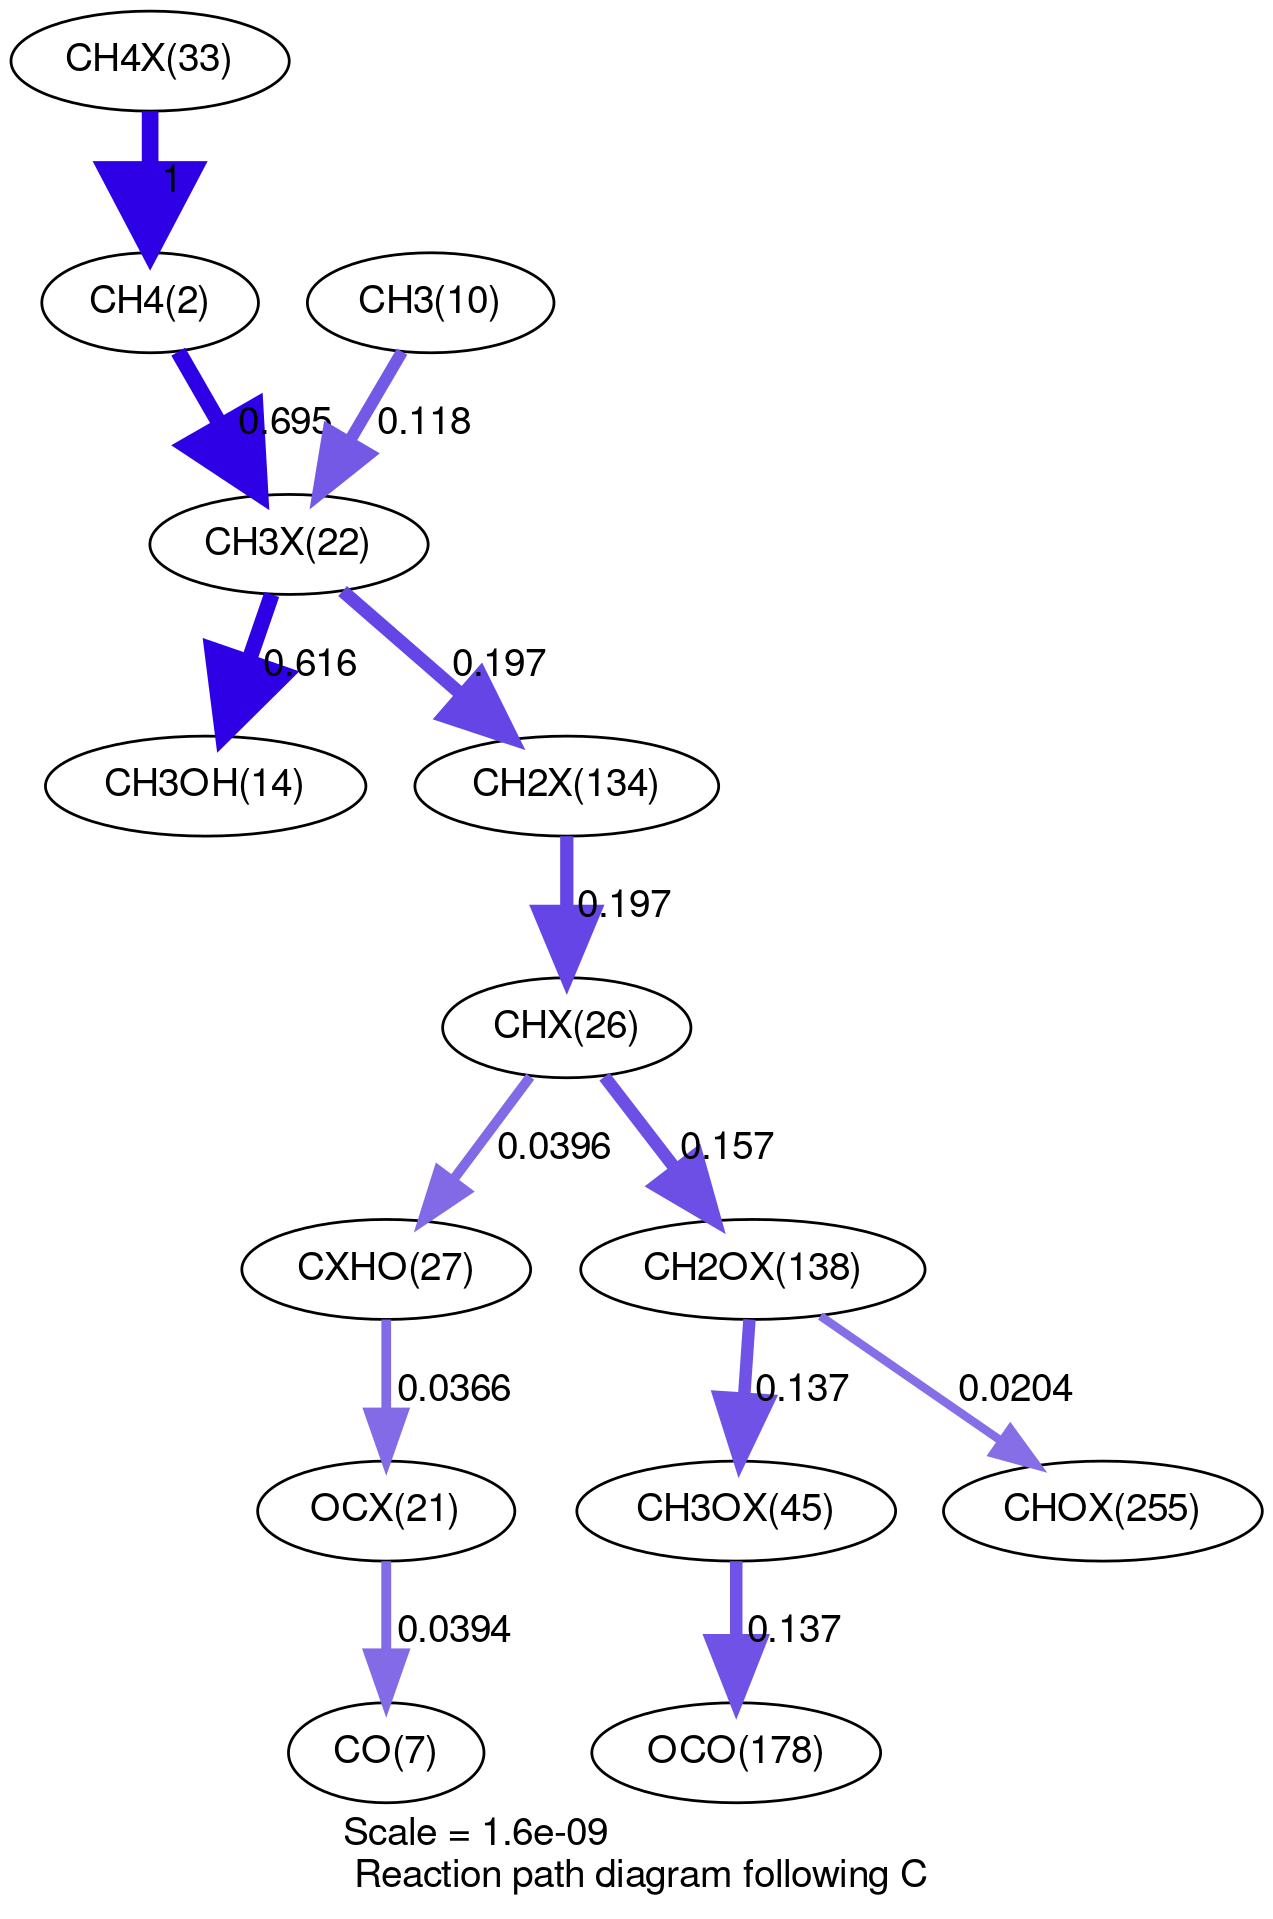 CH4X(33)
1
CH4(2)
CH3(10)
0.695
0.118
CH3X(22)
0.616
0.197
CH3OH(14)
CH2X(134)
0.197
CHX(26)
0.0396
0.157
CXHO(27)
CH2OX(138)
0.0366
0.137
0.0204
OCX(21)
CH3OX(45)
CHOX(255)
0.0394
0.137
CO(7)
OCO(178)
Scale = 1.6e-09
Reaction path diagram following C